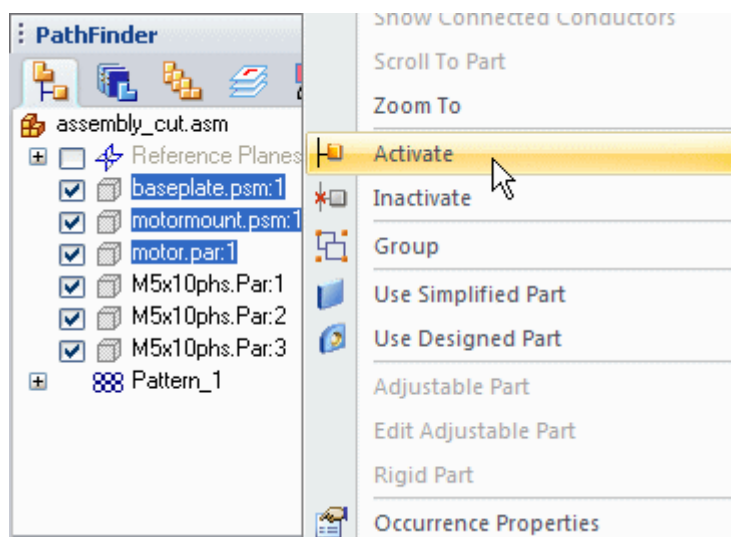 PathFinder
assembly_cut.asm
Reference Planes
baseplate.psm:1
motormount.psm:1
motor.par:1
M5x10phs.Par:1
M5x10phs.Par:2
M5x10phs.Par:3
Pattern_1
Show Connected Conductors
Scroll To Part
Zoom To
Activate
Inactivate
Group
Use Simplified Part
Use Designed Part
Adjustable Part
Edit Adjustable Part
Rigid Part
Occurrence Properties